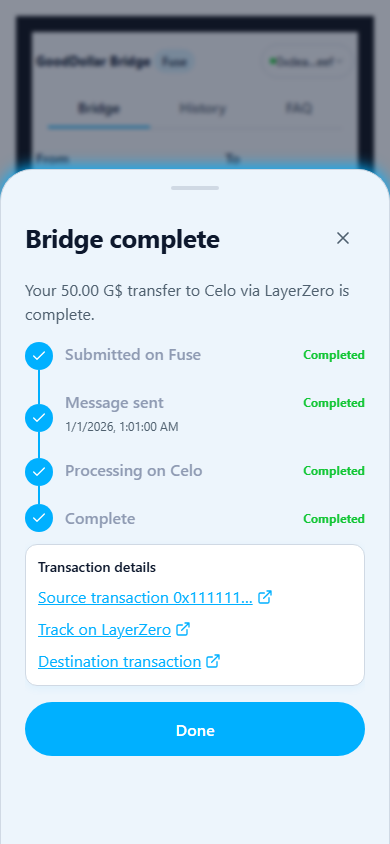 GoodDollar Bridge Fuse
Bridge History FAQ
From To
Bridge complete
Your 50.00 G$ transfer to Celo via LayerZero is
complete.
Submitted on Fuse Completed
Message sent Completed
1/1/2026, 1:01:00 AM
Processing on Celo Completed
Complete Completed
Transaction details
Source transaction 0x111111...
Track on LayerZero
Destination transaction
Done